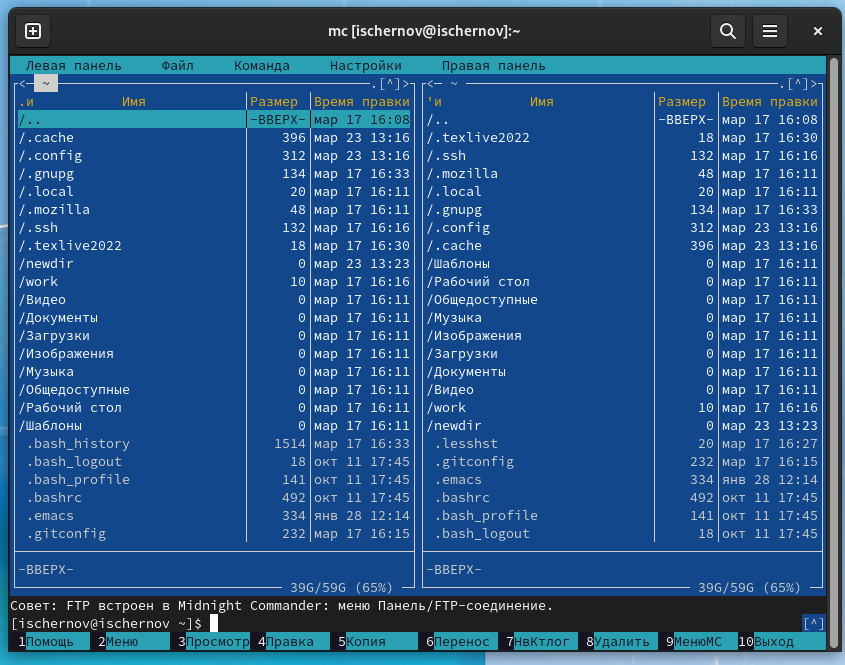 mc [ischernov@ischernov]:~
Левая панель Файл Команда Настройки Правая панель
<— ~ .[^]> <— ~ .[^]>
.и Имя Размер Время правки 'и Имя Размер Время правки
/.. -ВВЕРХ- мар 17 16:08 /.. -ВВЕРХ- мар 17 16:08
/.cache 396 мар 23 13:16 /.texlive2022 18 мар 17 16:30
/.config 312 мар 23 13:16 /.ssh 132 мар 17 16:16
/.gnupg 134 мар 17 16:33 /.mozilla 48 мар 17 16:11
/.local 20 мар 17 16:11 /.local 20 мар 17 16:11
/.mozilla 48 мар 17 16:11 /.gnupg 134 мар 17 16:33
/.ssh 132 мар 17 16:16 /.config 312 мар 23 13:16
/.texlive2022 18 мар 17 16:30 /.cache 396 мар 23 13:16
/newdir 0 мар 23 13:23 /Шаблоны 0 мар 17 16:11
/work 10 мар 17 16:16 /Рабочий стол 0 мар 17 16:11
/Видео 0 мар 17 16:11 /Общедоступные 0 мар 17 16:11
/Документы 0 мар 17 16:11 /Музыка 0 мар 17 16:11
/Загрузки 0 мар 17 16:11 /Изображения 0 мар 17 16:11
/Изображения 0 мар 17 16:11 /Загрузки 0 мар 17 16:11
/Музыка 0 мар 17 16:11 /Документы 0 мар 17 16:11
/Общедоступные 0 мар 17 16:11 /Видео 0 мар 17 16:11
/Рабочий стол 0 мар 17 16:11 /work 10 мар 17 16:16
/Шаблоны 0 мар 17 16:11 /newdir 0 мар 23 13:23
.bash_history 1514 мар 17 16:33 .lesshst 20 мар 17 16:27
.bash_logout 18 окт 11 17:45 .gitconfig 232 мар 17 16:15
.bash_profile 141 окт 11 17:45 .emacs 334 янв 28 12:14
.bashrc 492 окт 11 17:45 .bashrc 492 окт 11 17:45
.emacs 334 янв 28 12:14 .bash_profile 141 окт 11 17:45
.gitconfig 232 мар 17 16:15 .bash_logout 18 окт 11 17:45
-ВВЕРХ- -ВВЕРХ-
39G/59G (65%) 39G/59G (65%)
Совет: FTP встроен в Midnight Commander: меню Панель/FTP-соединение.
[ischernov@ischernov ~]$ [^]
1Помощь 2Меню 3Просмотр 4Правка 5Копия 6Перенос 7НвКтлог 8Удалить 9МенюMC 10Выход